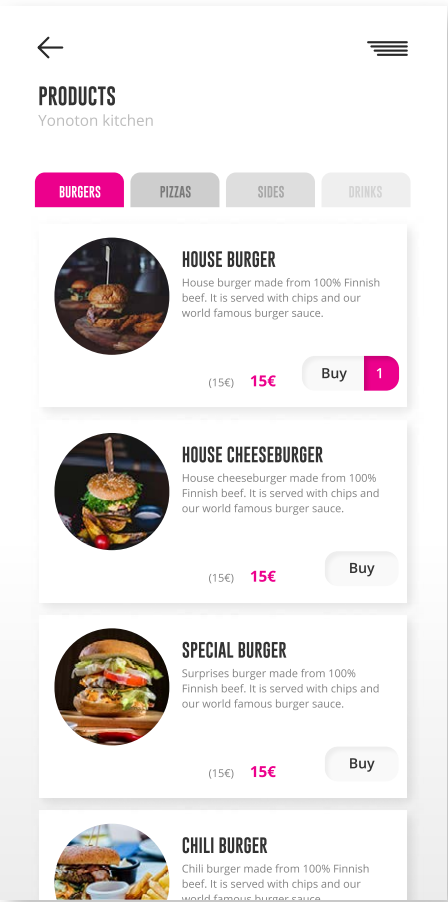 PRODUCTS
Yonoton kitchen
BURGERS
PIZZAS
SIDES
DRINKS
HOUSE BURGER
House burger made from 100% Finnish
beef. It is served with chips and our
world famous burger sauce.
(15€) 15€
Buy 1
HOUSE CHEESEBURGER
House cheeseburger made from 100%
Finnish beef. It is served with chips and
our world famous burger sauce.
(15€) 15€
Buy
SPECIAL BURGER
Surprises burger made from 100%
Finnish beef. It is served with chips and
our world famous burger sauce.
(15€) 15€
Buy
CHILI BURGER
Chili burger made from 100% Finnish
beef. It is served with chips and our
world famous burger sauce.